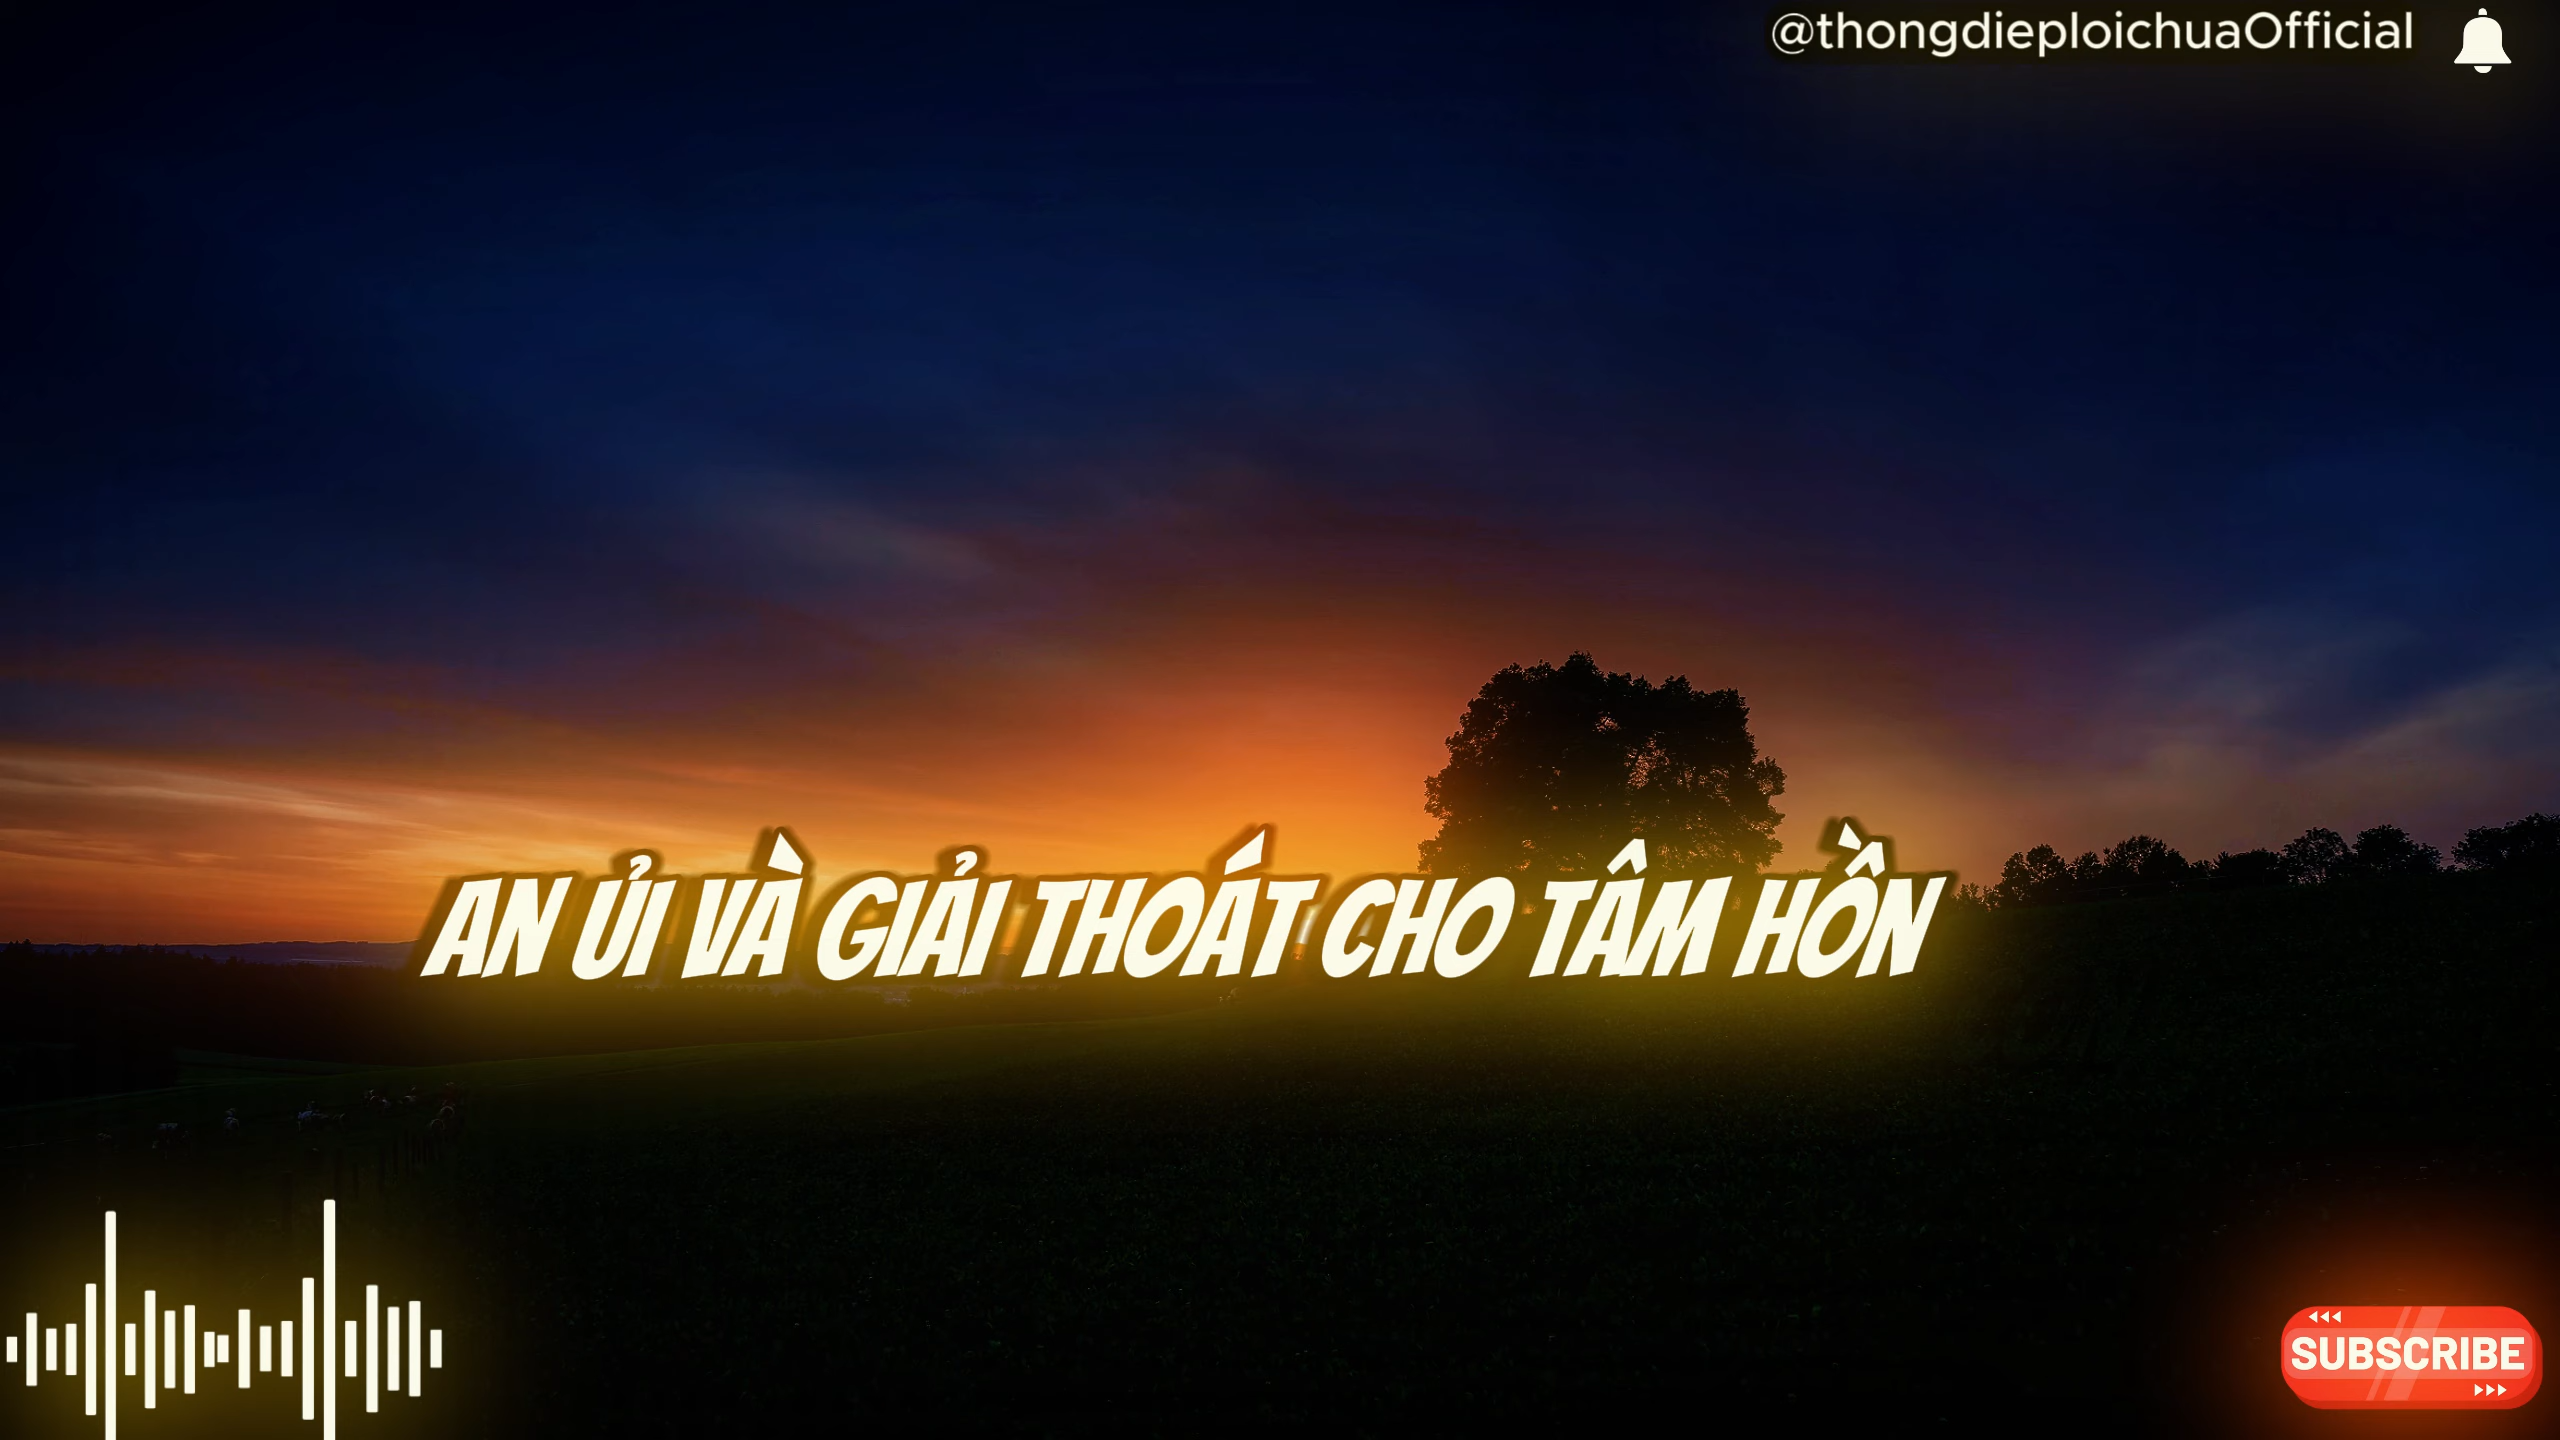 @thongdieploichuaOfficial
AN ỦI VÀ GIẢI THOÁT CHO TÂM HỒN
SUBSCRIBE